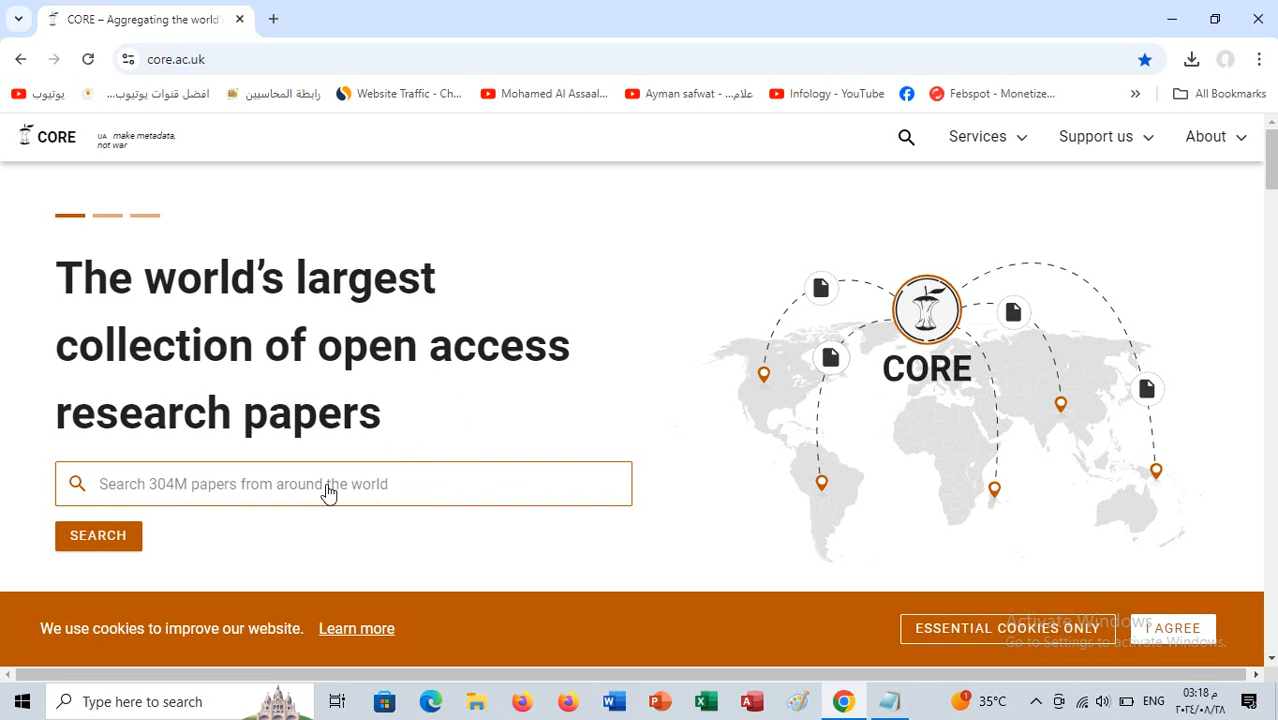 CORE – Aggregating the world'
core.ac.uk
يوتيوب
افضل قنوات يوتيوب...
رابطة المحاسبين
Website Traffic - Ch...
Mohamed Al Assaal...
Ayman safwat - علام...
Infology - YouTube
Febspot - Monetize...
»
All Bookmarks
CORE
UA make metadata,
not war
Services
Support us
About
The world's largest
collection of open access
research papers
CORE
Search 304M papers from around the world
SEARCH
We use cookies to improve our website. Learn more
ESSENTIAL COOKIES ONLY
I AGREE
Activate Windows
Go to Settings to activate Windows.
Type here to search
1
35°C
ENG
03:18 م
٢٠٢٤/٠٨/٢٨